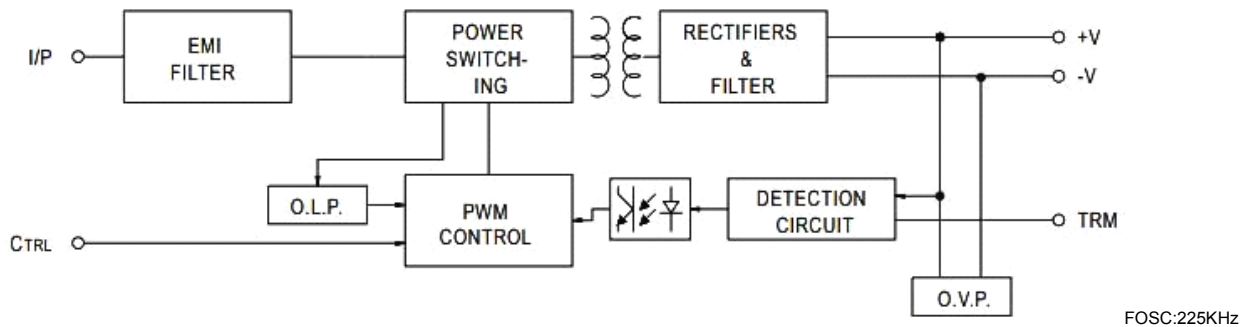 I/P
EMI
FILTER
POWER
SWITCH-
ING
RECTIFIERS
&
FILTER
+V
-V
O.L.P.
PWM
CONTROL
DETECTION
CIRCUIT
TRM
CTRL
O.V.P.
FOSC:225KHz